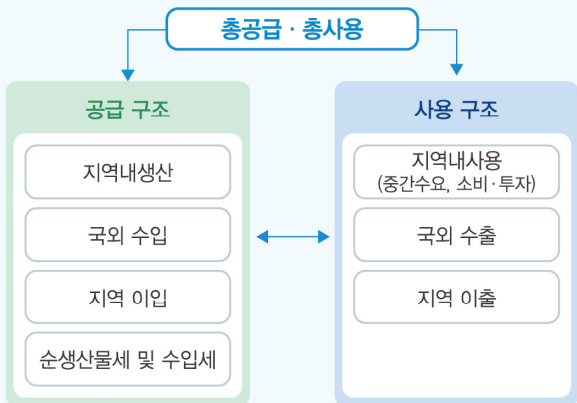 총공급 · 총사용
공급 구조
지역내생산
국외 수입
지역 이입
순생산물세 및 수입세
사용 구조
지역내사용
(중간수요, 소비·투자)
국외 수출
지역 이출